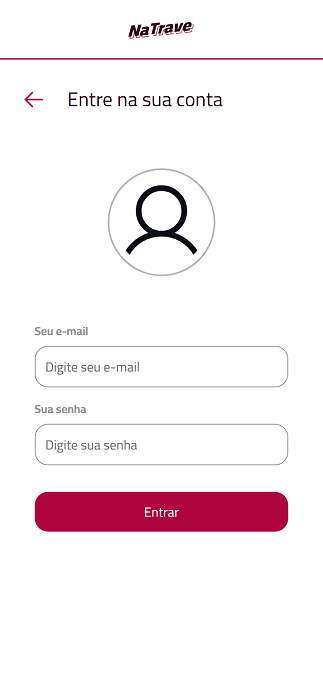 NaTrave
Entre na sua conta
Seu e-mail
Digite seu e-mail
Sua senha
Digite sua senha
Entrar